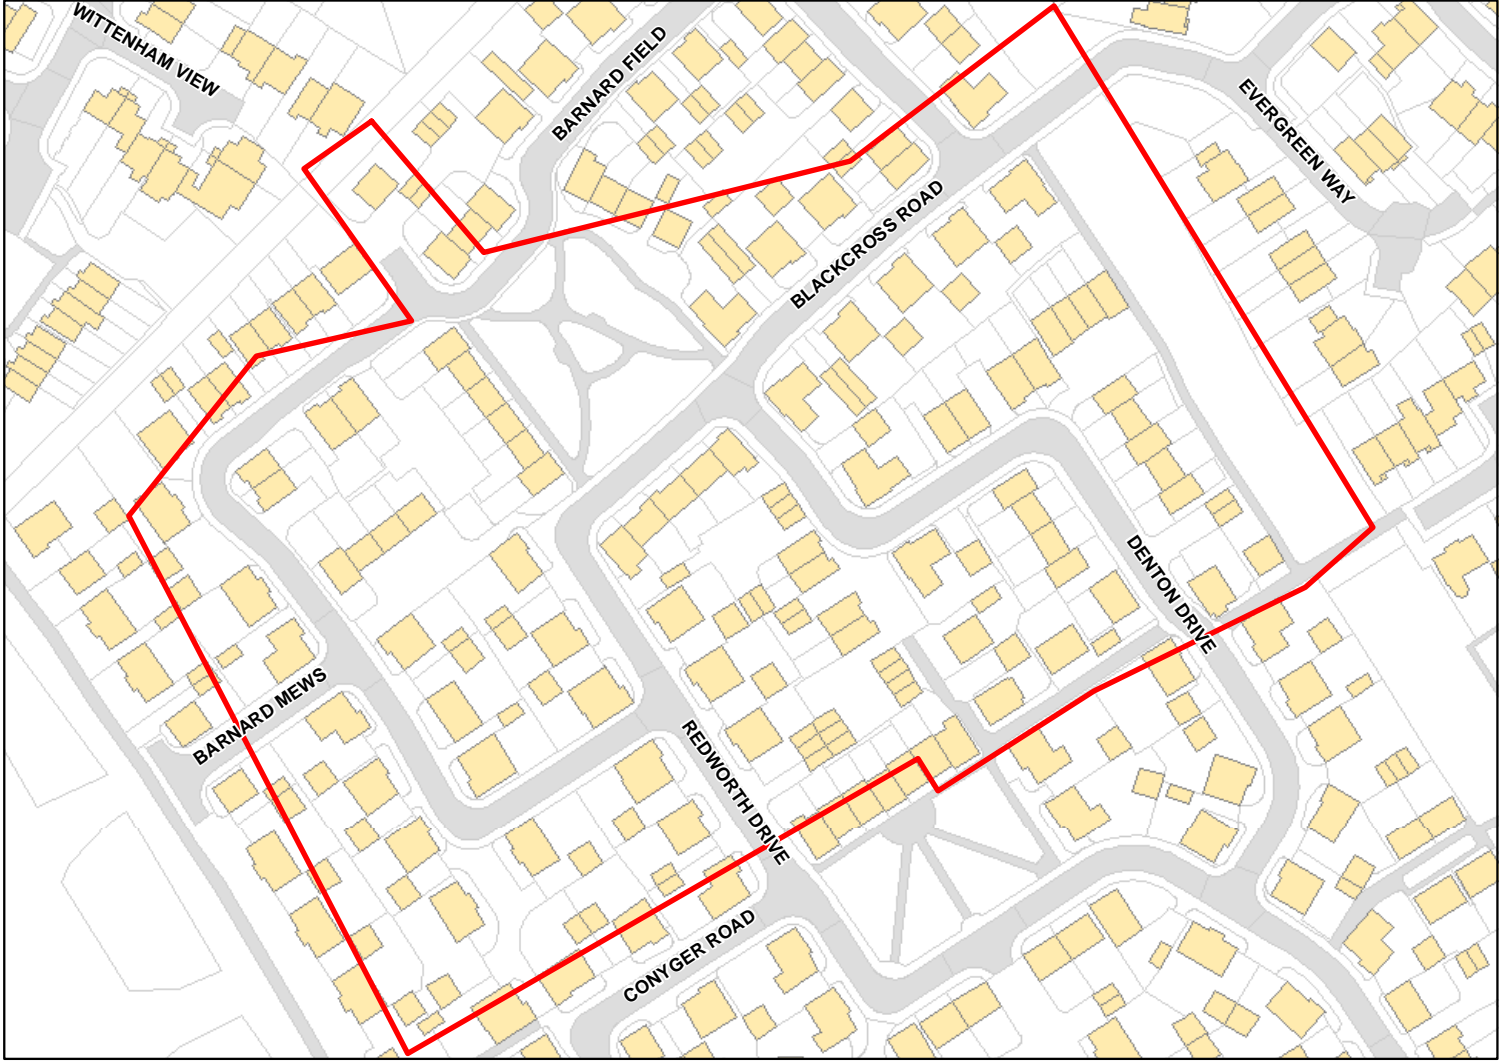 WITTENHAM VIEW
BARNARD FIELD
EVERGREEN WAY
BLACKCROSS ROAD
DENTON DRIVE
BARNARD MEWS
REDWORTH DRIVE
CONYGER ROAD